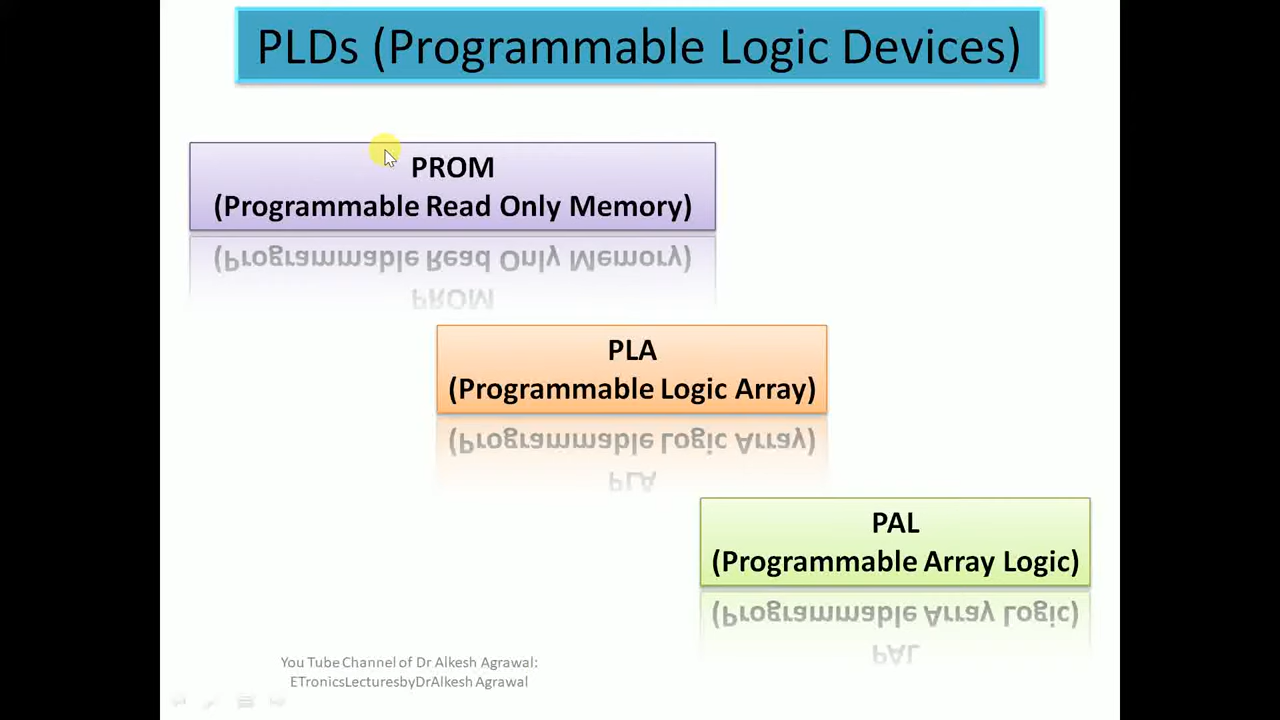 PLDs (Programmable Logic Devices)
PROM
(Programmable Read Only Memory)
PLA
(Programmable Logic Array)
PAL
(Programmable Array Logic)
You Tube Channel of Dr Alkesh Agrawal:
ETronicsLecturesbyDrAlkesh Agrawal